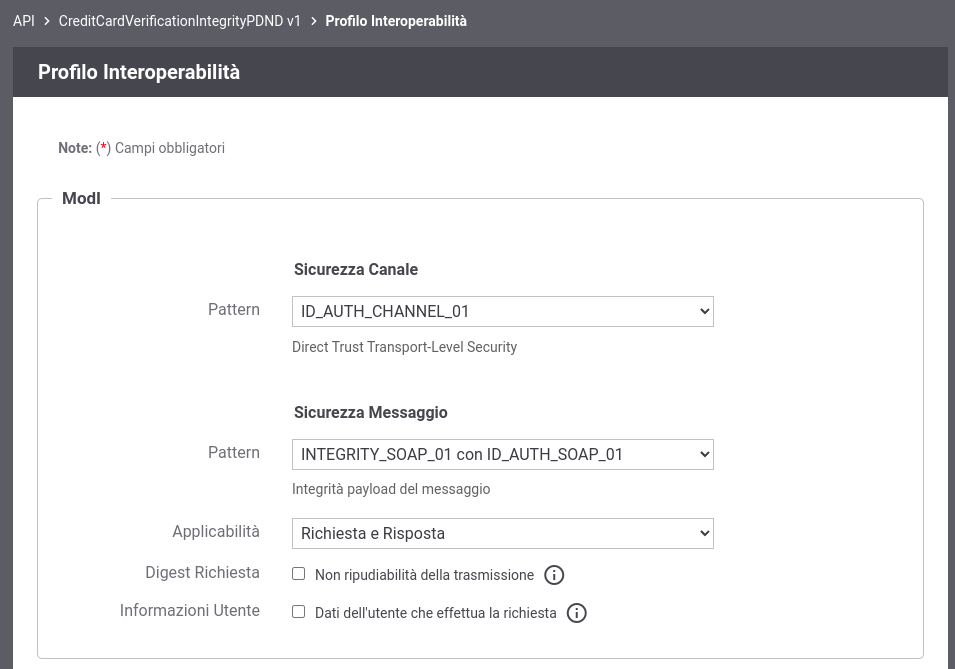 API > CreditCardVerificationIntegrityPDND v1 > Profilo Interoperabilità
Profilo Interoperabilità
Note: (*) Campi obbligatori
ModI
Sicurezza Canale
Pattern ID_AUTH_CHANNEL_01
Direct Trust Transport-Level Security
Sicurezza Messaggio
Pattern INTEGRITY_SOAP_01 con ID_AUTH_SOAP_01
Integrità payload del messaggio
Applicabilità Richiesta e Risposta
Digest Richiesta Non ripudiabilità della trasmissione
Informazioni Utente Dati dell'utente che effettua la richiesta